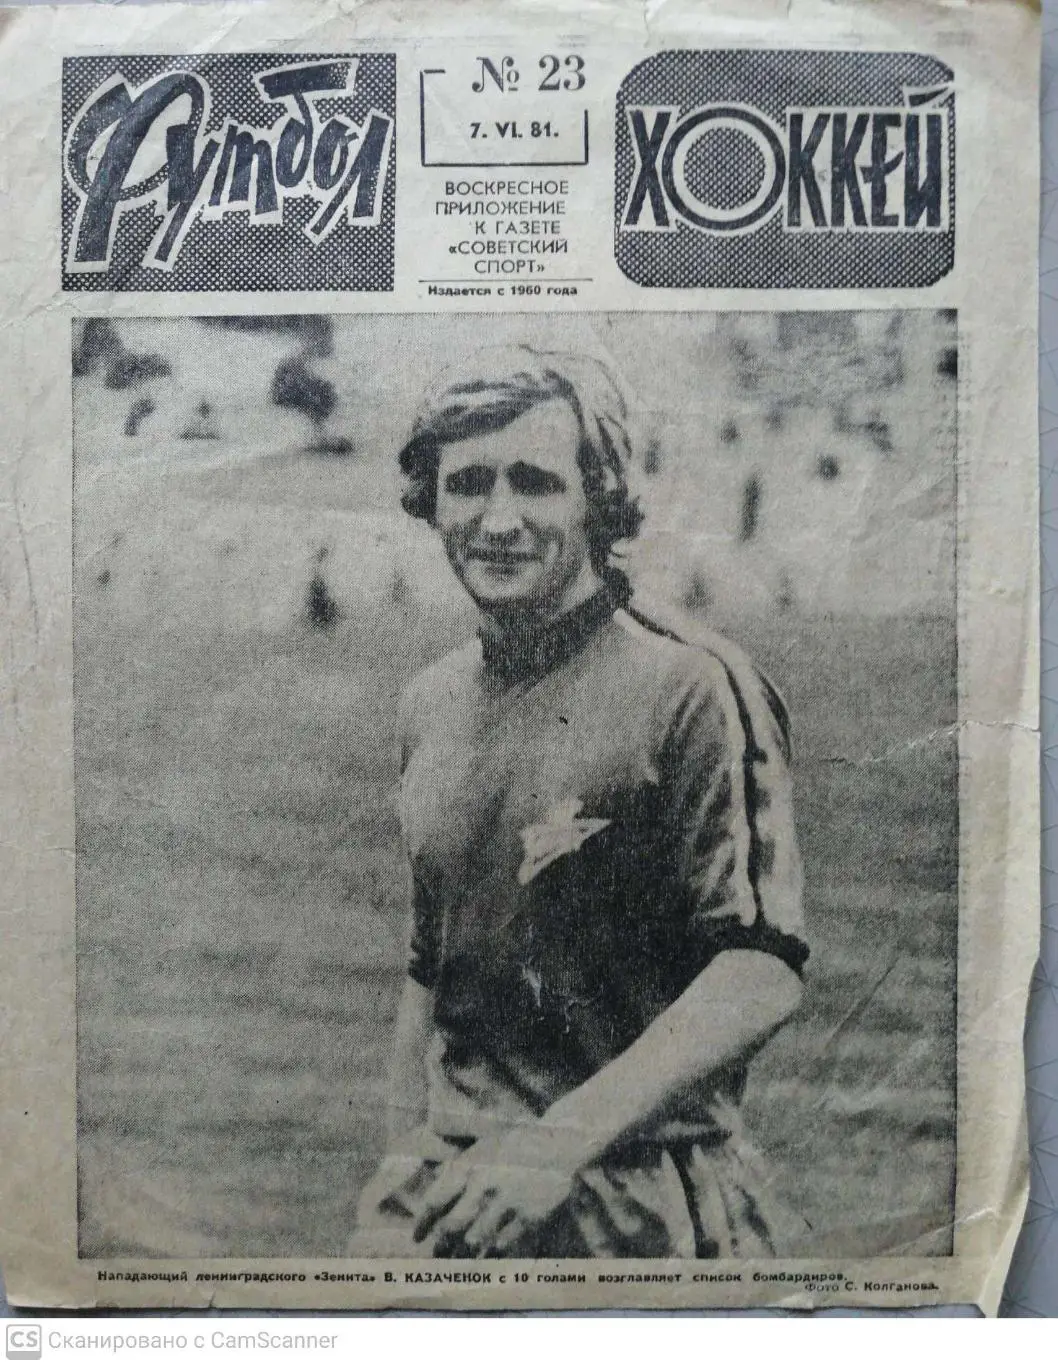 Футбол
№ 23
7. VI. 81.
ХОККЕЙ
ВОСКРЕСНОЕ
ПРИЛОЖЕНИЕ
К ГАЗЕТЕ
«СОВЕТСКИЙ
СПОРТ»
Издается с 1960 года
Нападающий ленинградского «Зенита» В. КАЗАЧЕНОК с 10 голами возглавляет список бомбардиров.
Фото С. Колганова.
CS Сканировано с CamScanner